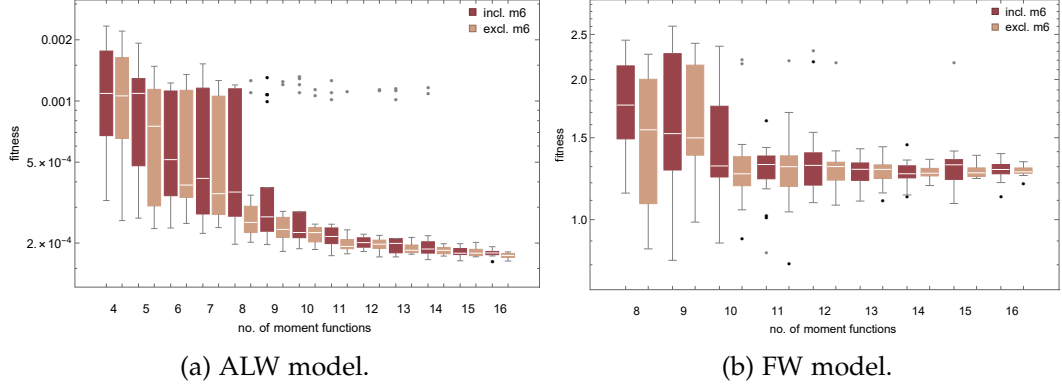 incl. m6
excl. m6
0.002
0.001
5 × 10⁻⁴
2. × 10⁻⁴
fitness
4 5 6 7 8 9 10 11 12 13 14 15 16
no. of moment functions
(a) ALW model.
incl. m6
excl. m6
2.5
2.0
1.5
1.0
fitness
8 9 10 11 12 13 14 15 16
no. of moment functions
(b) FW model.